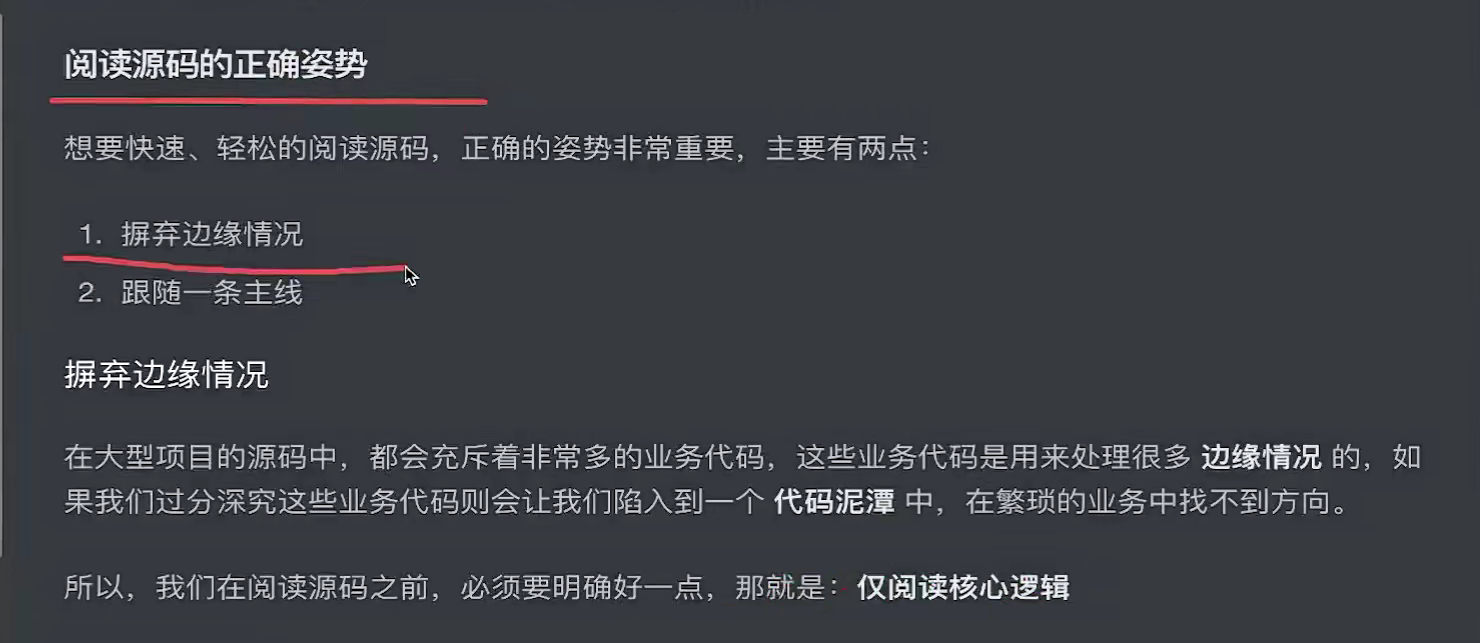 阅读源码的正确姿势
想要快速、轻松的阅读源码，正确的姿势非常重要，主要有两点：
1. 摒弃边缘情况
2. 跟随一条主线
摒弃边缘情况
在大型项目的源码中，都会充斥着非常多的业务代码，这些业务代码是用来处理很多 边缘情况 的，如
果我们过分深究这些业务代码则会让我们陷入到一个 代码泥潭 中，在繁琐的业务中找不到方向。
所以，我们在阅读源码之前，必须要明确好一点，那就是：仅阅读核心逻辑